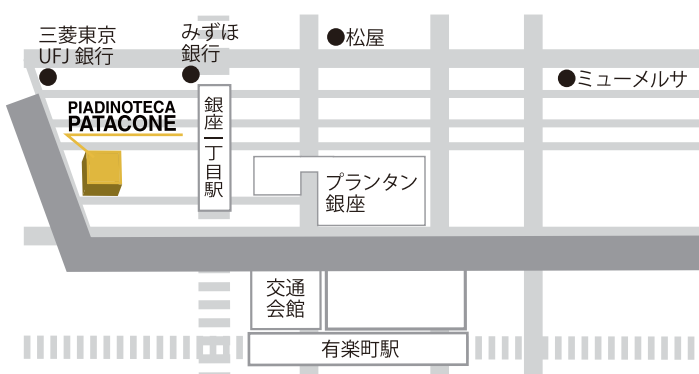 三菱東京
UFJ 銀行
みずほ
銀行
松屋
ミューメルサ
PIADINOTECA
PATACONE
銀座一丁目駅
プランタン
銀座
交通
会館
有楽町駅